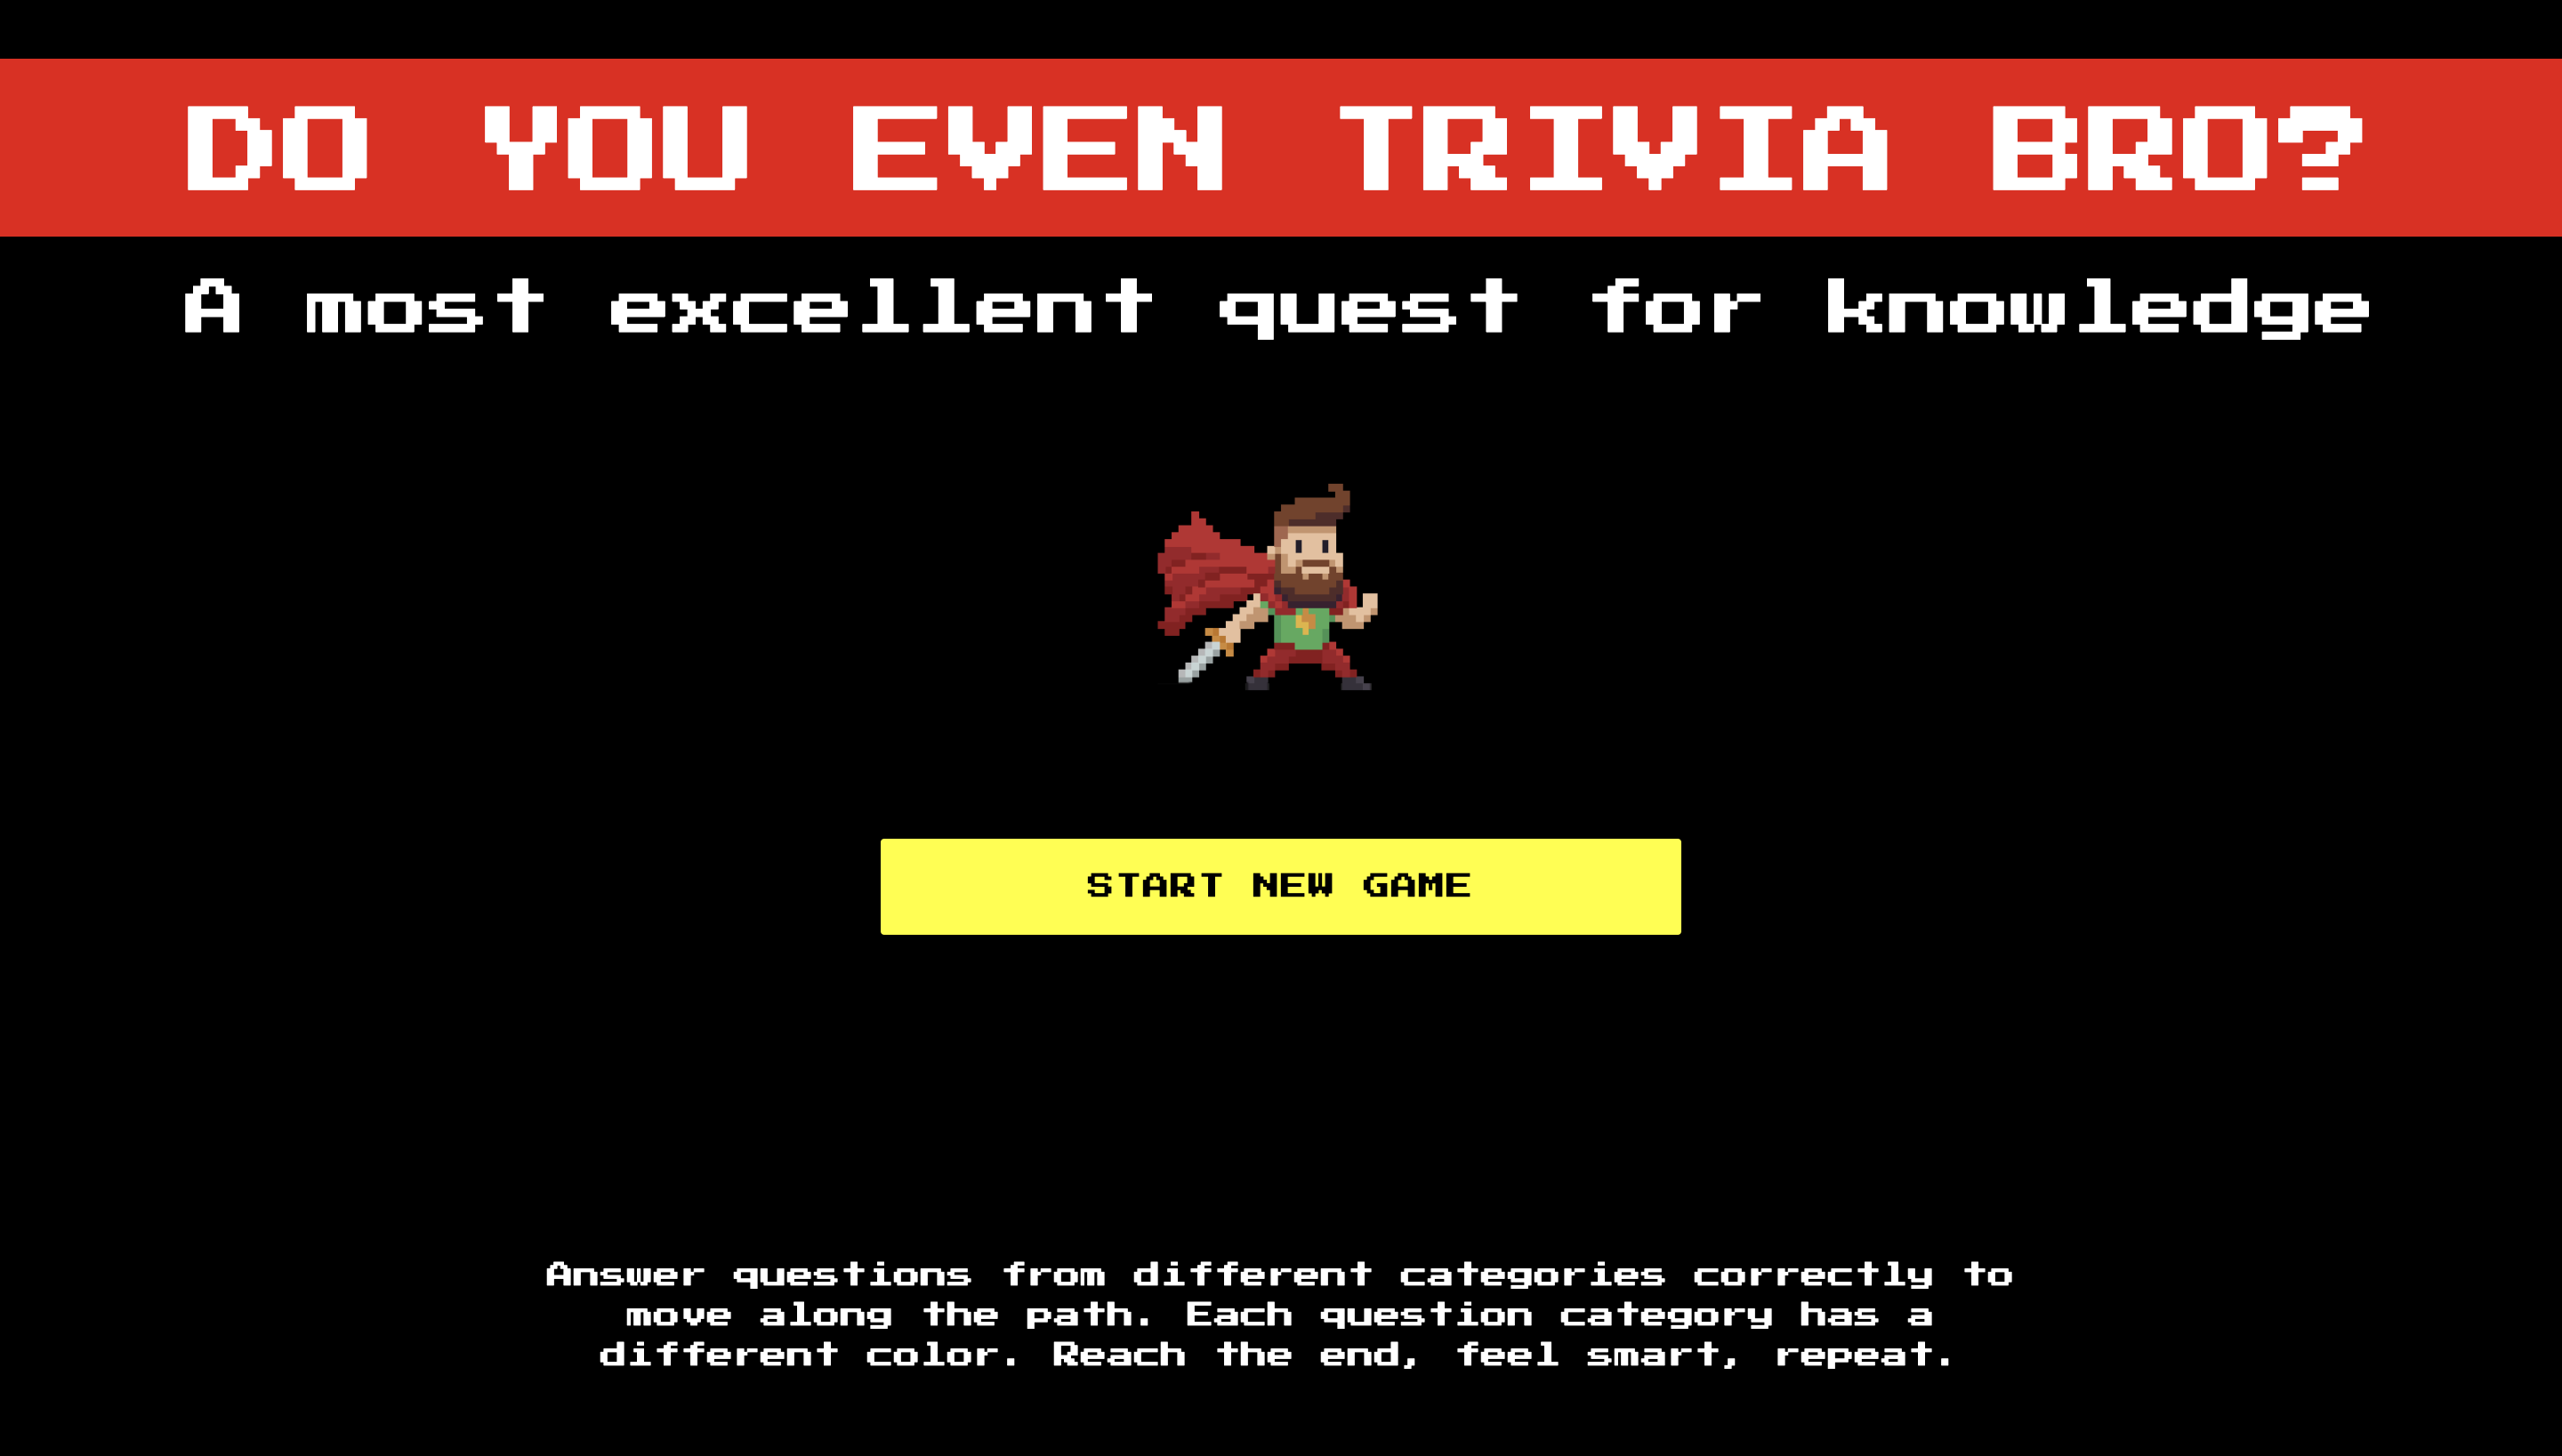 DO YOU EVEN TRIVIA BRO?
A most excellent quest for knowledge
START NEW GAME
Answer questions from different categories correctly to
move along the path. Each question category has a
different color. Reach the end, feel smart, repeat.